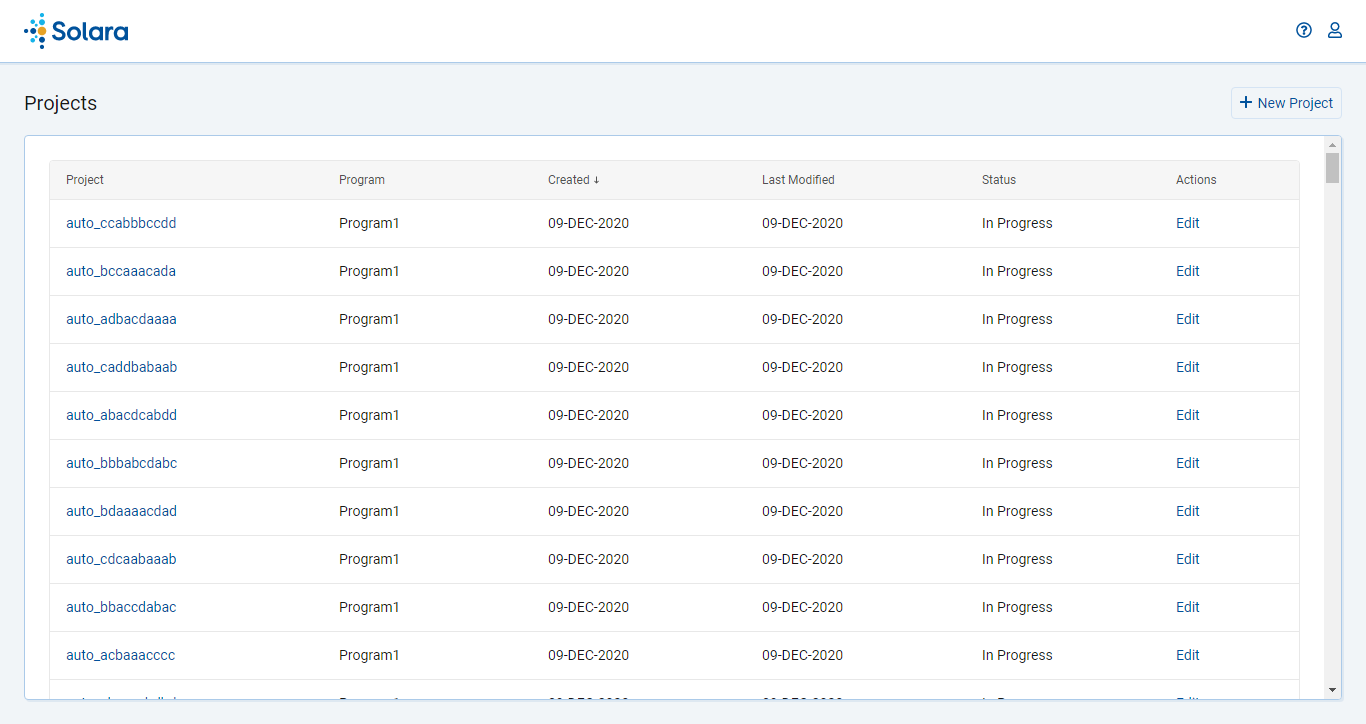 Solara
Projects
New Project
Project Program Created ↓ Last Modified Status Actions
auto_ccabbbccdd Program1 09-DEC-2020 09-DEC-2020 In Progress Edit
auto_bccaaacada Program1 09-DEC-2020 09-DEC-2020 In Progress Edit
auto_adbacdaaaa Program1 09-DEC-2020 09-DEC-2020 In Progress Edit
auto_caddbabaab Program1 09-DEC-2020 09-DEC-2020 In Progress Edit
auto_abacdcabdd Program1 09-DEC-2020 09-DEC-2020 In Progress Edit
auto_bbbabcdabc Program1 09-DEC-2020 09-DEC-2020 In Progress Edit
auto_bdaaaacdad Program1 09-DEC-2020 09-DEC-2020 In Progress Edit
auto_cdcaabaaab Program1 09-DEC-2020 09-DEC-2020 In Progress Edit
auto_bbaccdabac Program1 09-DEC-2020 09-DEC-2020 In Progress Edit
auto_acbaaacccc Program1 09-DEC-2020 09-DEC-2020 In Progress Edit